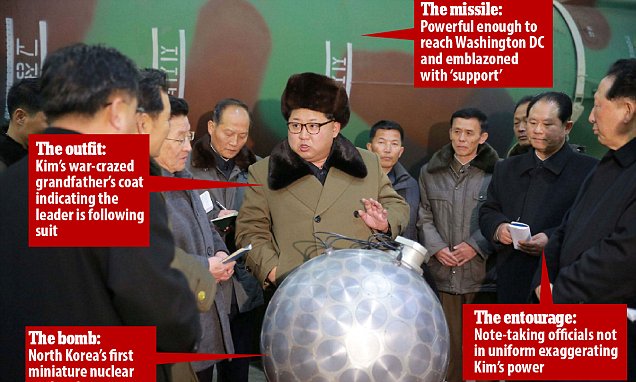 The missile:
Powerful enough to
reach Washington DC
and emblazoned
with ‘support’
The outfit:
Kim’s war-crazed
grandfather’s coat
indicating the
leader is following
suit
The entourage:
Note-taking officials not
in uniform exaggerating
Kim’s power
The bomb:
North Korea’s first
miniature nuclear